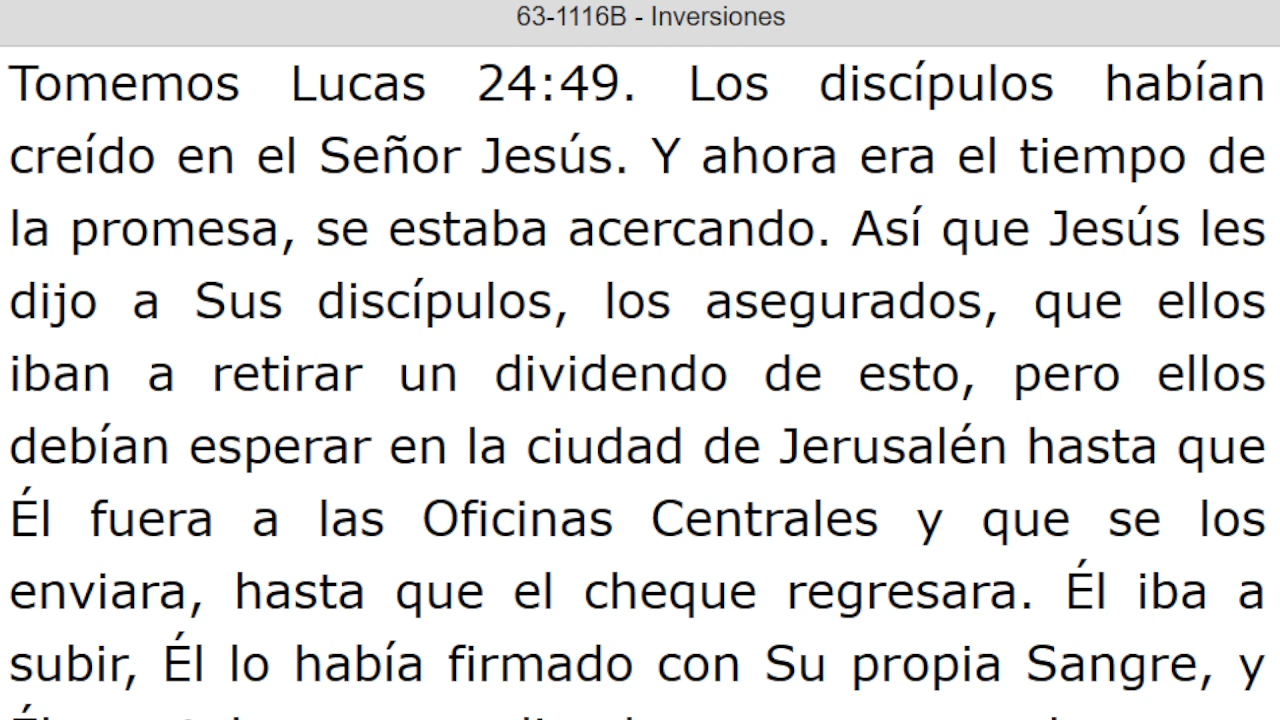 63-1116B - Inversiones
Tomemos Lucas 24:49. Los discípulos habían
creído en el Señor Jesús. Y ahora era el tiempo de
la promesa, se estaba acercando. Así que Jesús les
dijo a Sus discípulos, los asegurados, que ellos
iban a retirar un dividendo de esto, pero ellos
debían esperar en la ciudad de Jerusalén hasta que
Él fuera a las Oficinas Centrales y que se los
enviara, hasta que el cheque regresara. Él iba a
subir, Él lo había firmado con Su propia Sangre, y